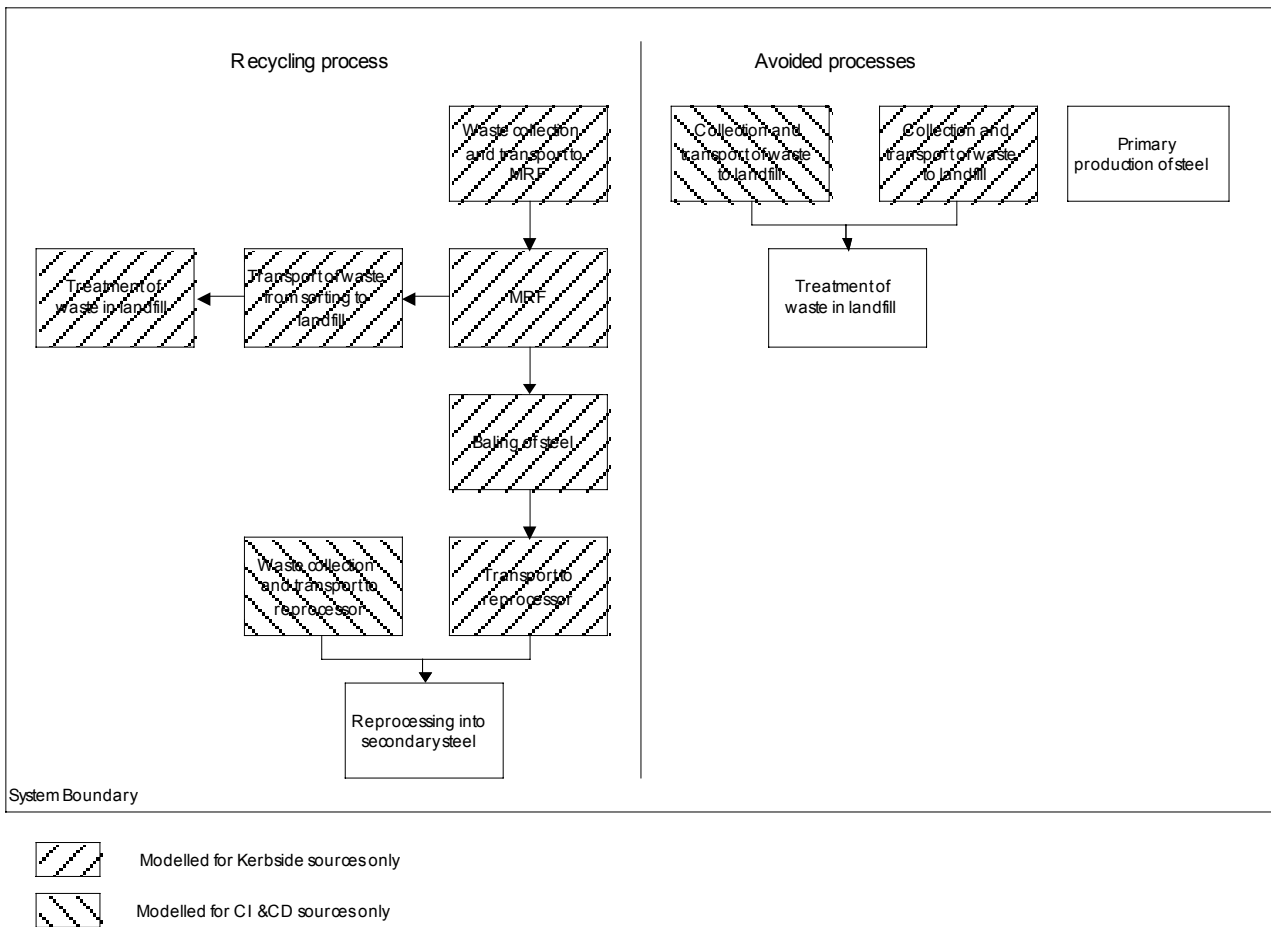 Recycling process
Avoided processes
Waste collection
and transport to
MRF
Collection and
transport of waste
to landfill
Collection and
transport of waste
to landfill
Primary
production of steel
Treatment of
waste in landfill
Transport of waste
from sorting to
landfill
MRF
Treatment of
waste in landfill
Baling of steel
Waste collection
and transport to
reprocessor
Transport to
reprocessor
Reprocessing into
secondary steel
System Boundary
Modelled for Kerbside sources only
Modelled for CI &CD sources only